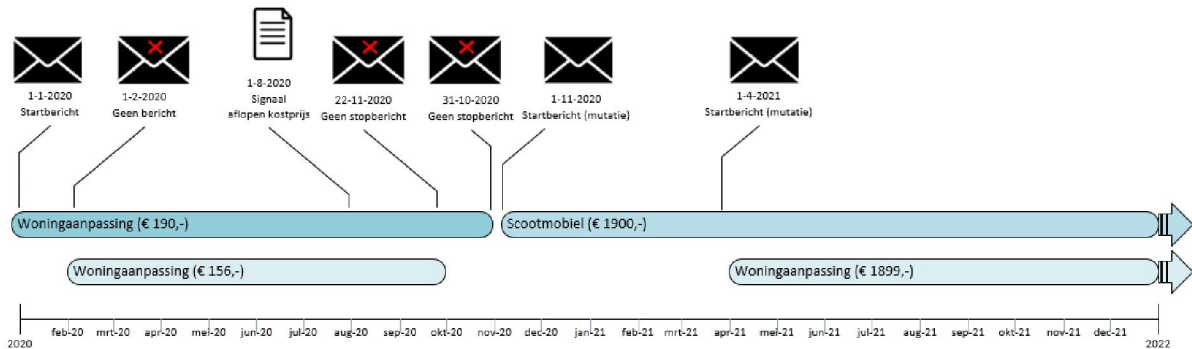 1-1-2020
Startbericht
1-2-2020
Geen bericht
1-8-2020
Signaal
aflopen kostprijs
22-11-2020
Geen stopbericht
31-10-2020
Geen stopbericht
1-11-2020
Startbericht (mutatie)
1-4-2021
Startbericht (mutatie)
Woningaanpassing (€ 190,-)
Scootmobiel (€ 1900,-)
Woningaanpassing (€ 156,-)
Woningaanpassing (€ 1899,-)
feb-20 mrt-20 apr-20 mei-20 jun-20 jul-20 aug-20 sep-20 okt-20 nov-20 dec-20 jan-21 feb-21 mrt-21 apr-21 mei-21 jun-21 jul-21 aug-21 sep-21 okt-21 nov-21 dec-21
2020 2022